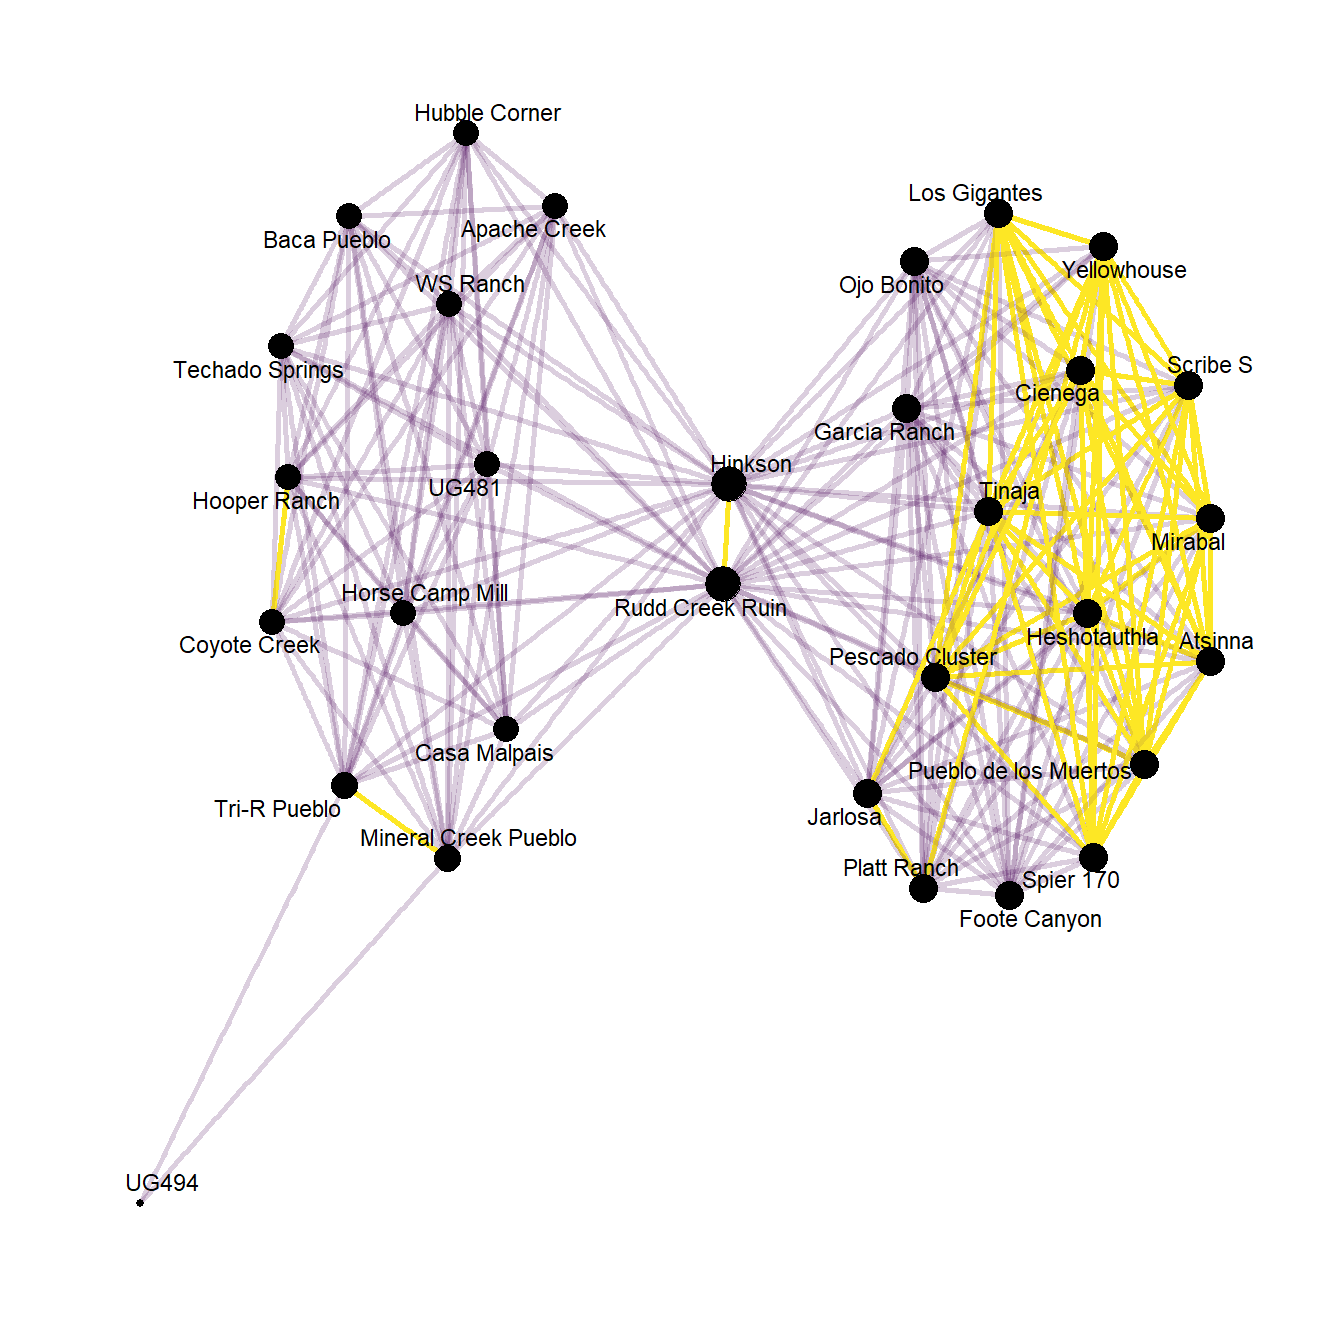 Hubble Corner
Los Gigantes
Baca Pueblo
Apache Creek
Yellowhouse
WS Ranch
Ojo Bonito
Techado Springs
Scribe S
Cienega
Garcia Ranch
Hinkson
UG481
Tinaja
Hooper Ranch
Mirabal
Horse Camp Mill
Rudd Creek Ruin
Heshotauthla
Coyote Creek
Atsinna
Pescado Cluster
Casa Malpais
Pueblo de los Muertos
Tri-R Pueblo
Jarlosa
Mineral Creek Pueblo
Platt Ranch
Spier 170
Foote Canyon
UG494